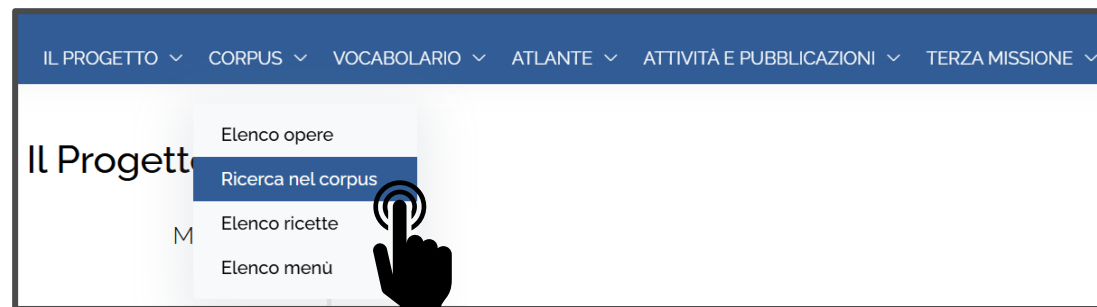 IL PROGETTO CORPUS VOCABOLARIO ATLANTE ATTIVITÀ E PUBBLICAZIONI TERZA MISSIONE
Elenco opere
Il Progetto
Ricerca nel corpus
Elenco ricette
M
Elenco menù